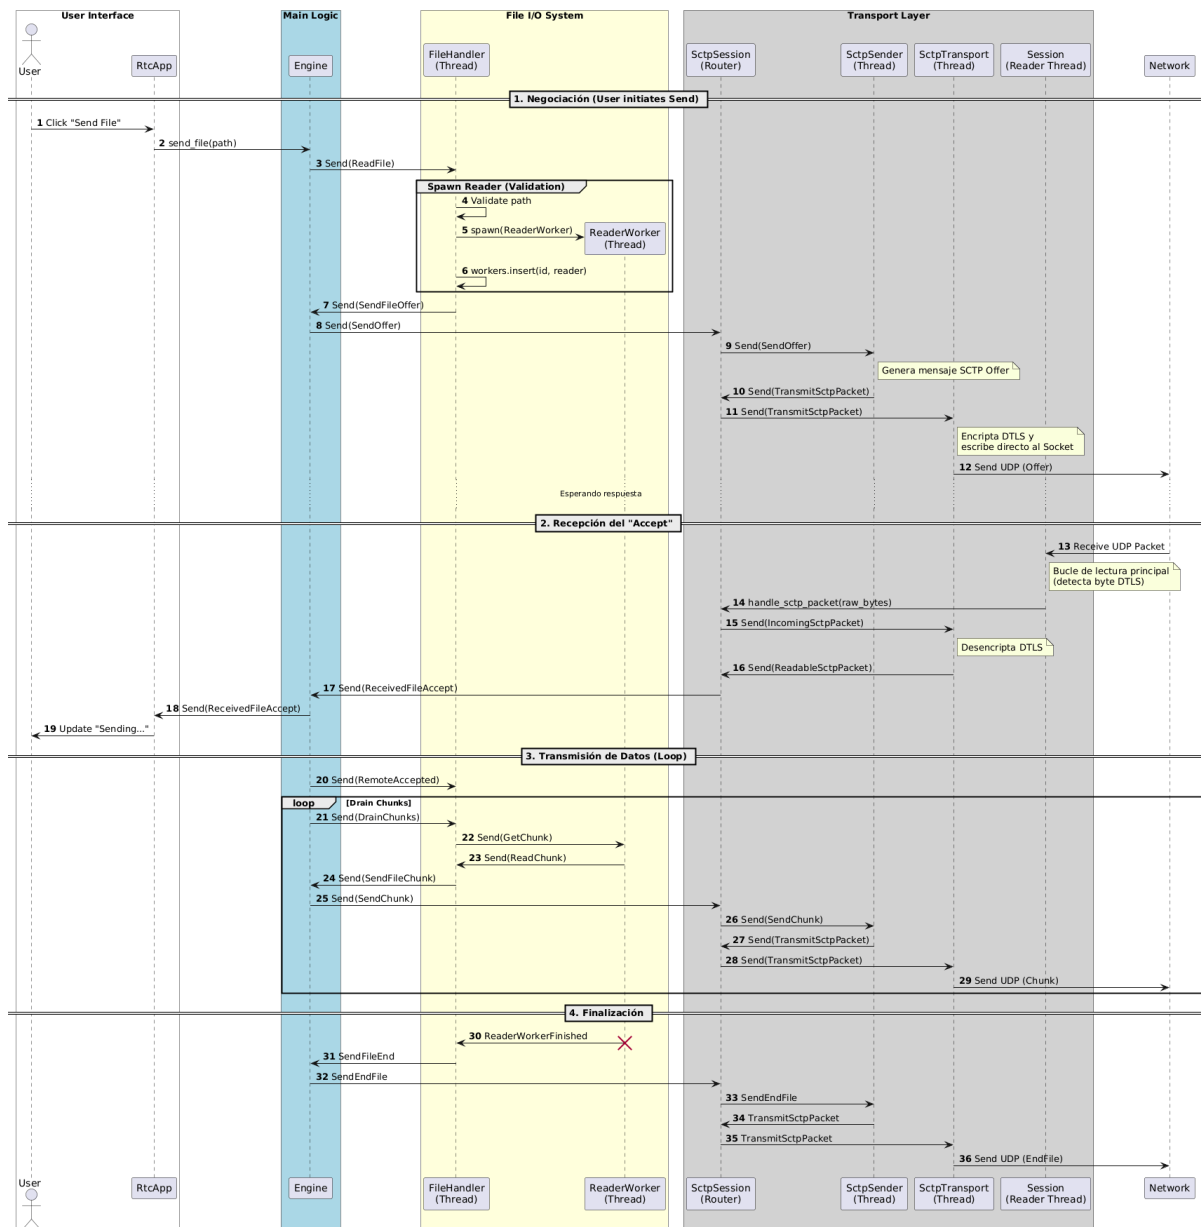 User Interface
Main Logic
File I/O System
Transport Layer
User
RtcApp
Engine
FileHandler
(Thread)
SctpSession
(Router)
SctpSender
(Thread)
SctpTransport
(Thread)
Session
(Reader Thread)
Network
1. Negociación (User initiates Send)
1 Click "Send File"
2 send_file(path)
3 Send(ReadFile)
Spawn Reader (Validation)
4 Validate path
5 spawn(ReaderWorker)
ReaderWorker
(Thread)
6 workers.insert(id, reader)
7 Send(SendFileOffer)
8 Send(SendOffer)
9 Send(SendOffer)
Genera mensaje SCTP Offer
10 Send(TransmitSctpPacket)
11 Send(TransmitSctpPacket)
Encripta DTLS y
escribe directo al Socket
12 Send UDP (Offer)
Esperando respuesta
2. Recepción del "Accept"
13 Receive UDP Packet
Bucle de lectura principal
(detecta byte DTLS)
14 handle_sctp_packet(raw_bytes)
15 Send(IncomingSctpPacket)
Desencripta DTLS
16 Send(ReadableSctpPacket)
17 Send(ReceivedFileAccept)
18 Send(ReceivedFileAccept)
19 Update "Sending..."
3. Transmisión de Datos (Loop)
20 Send(RemoteAccepted)
loop [Drain Chunks]
21 Send(DrainChunks)
22 Send(GetChunk)
23 Send(ReadChunk)
24 Send(SendFileChunk)
25 Send(SendChunk)
26 Send(SendChunk)
27 Send(TransmitSctpPacket)
28 Send(TransmitSctpPacket)
29 Send UDP (Chunk)
4. Finalización
30 ReaderWorkerFinished
31 SendFileEnd
32 SendEndFile
33 SendEndFile
34 TransmitSctpPacket
35 TransmitSctpPacket
36 Send UDP (EndFile)
User
RtcApp
Engine
FileHandler
(Thread)
ReaderWorker
(Thread)
SctpSession
(Router)
SctpSender
(Thread)
SctpTransport
(Thread)
Session
(Reader Thread)
Network